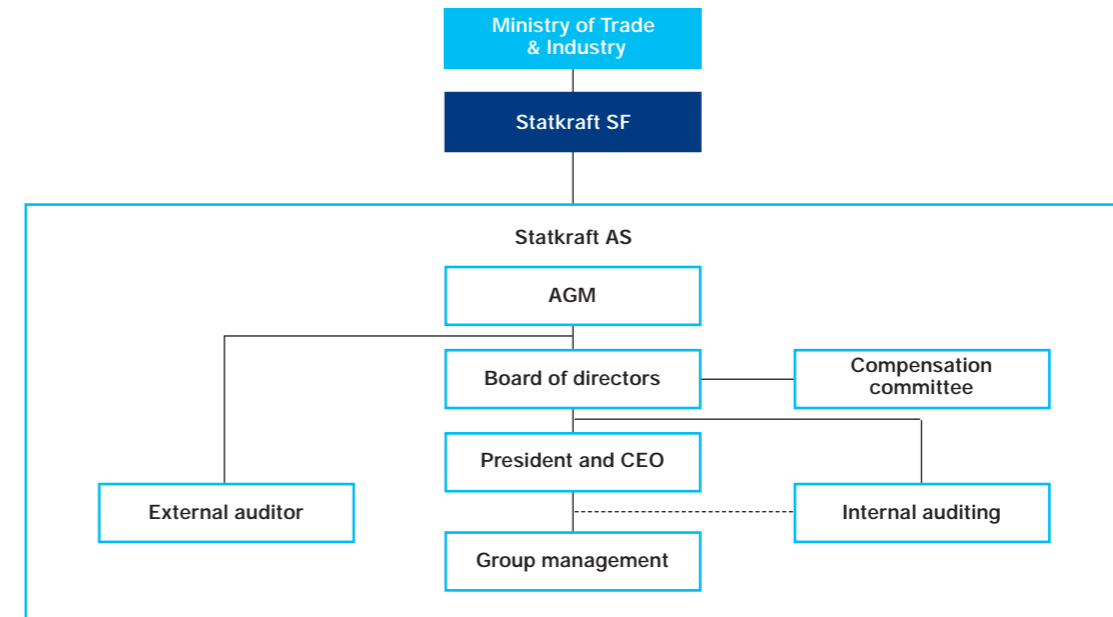 Ministry of Trade
& Industry
Statkraft SF
Statkraft AS
AGM
Board of directors
Compensation
committee
President and CEO
External auditor
Internal auditing
Group management